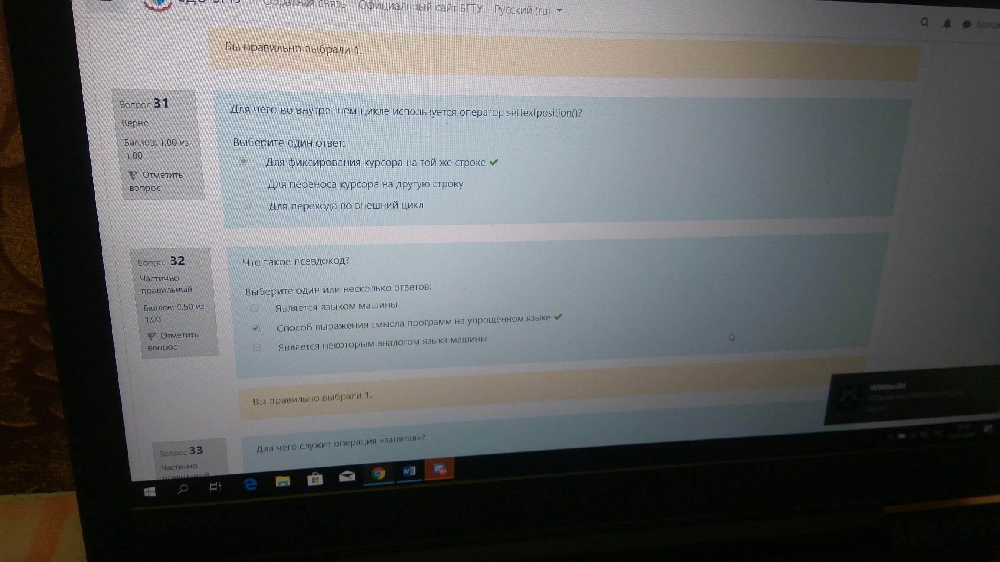 Обратная связь Официальный сайт БГТУ Русский (ru)
Вы правильно выбрали 1.
Вопрос 31
Верно
Баллов: 1,00 из
1,00
Отметить
вопрос
Для чего во внутреннем цикле используется оператор settextposition()?
Выберите один ответ:
Для фиксирования курсора на той же строке
Для переноса курсора на другую строку
Для перехода во внешний цикл
Вопрос 32
Частично
правильный
Баллов: 0,50 из
1,00
Отметить
вопрос
Что такое псевдокод?
Выберите один или несколько ответов:
Является языком машины
Способ выражения смысла программ на упрощенном языке
Является некоторым аналогом языка машины
Вы правильно выбрали 1.
Вопрос 33
Частично
правильный
Для чего служит операция «запятая»?